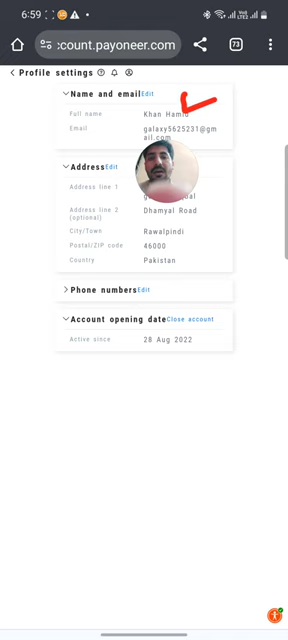 6:59
:count.payoneer.com
73
Profile settings
Name and email Edit
Full name Khan Hamid
Email galaxy5625231@gm
ail.com
Address Edit
Address line 1
Address line 2 Dhamyal Road
(optional)
City/Town Rawalpindi
Postal/ZIP code 46000
Country Pakistan
Phone numbers Edit
Account opening date Close account
Active since 28 Aug 2022